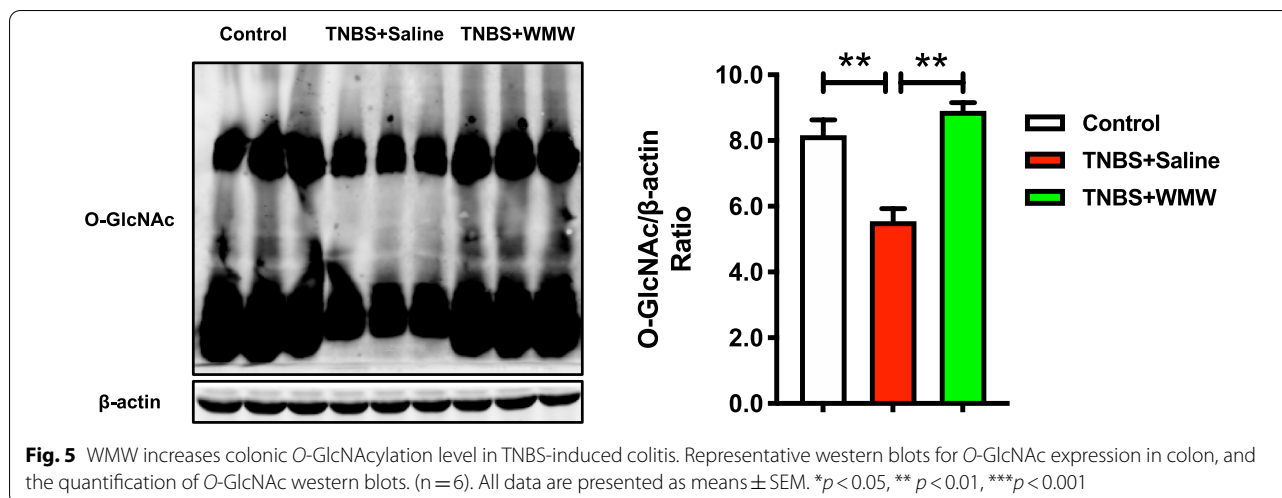 Control TNBS+Saline TNBS+WMW
O-GlcNAc
β-actin
O-GlcNAc/β-actin
Ratio
** **
10.0
8.0
6.0
4.0
2.0
0.0
Control
TNBS+Saline
TNBS+WMW
Fig. 5 WMW increases colonic O-GlcNAcylation level in TNBS-induced colitis. Representative western blots for O-GlcNAc expression in colon, and
the quantification of O-GlcNAc western blots. (n = 6). All data are presented as means ± SEM. *p < 0.05, ** p < 0.01, ***p < 0.001